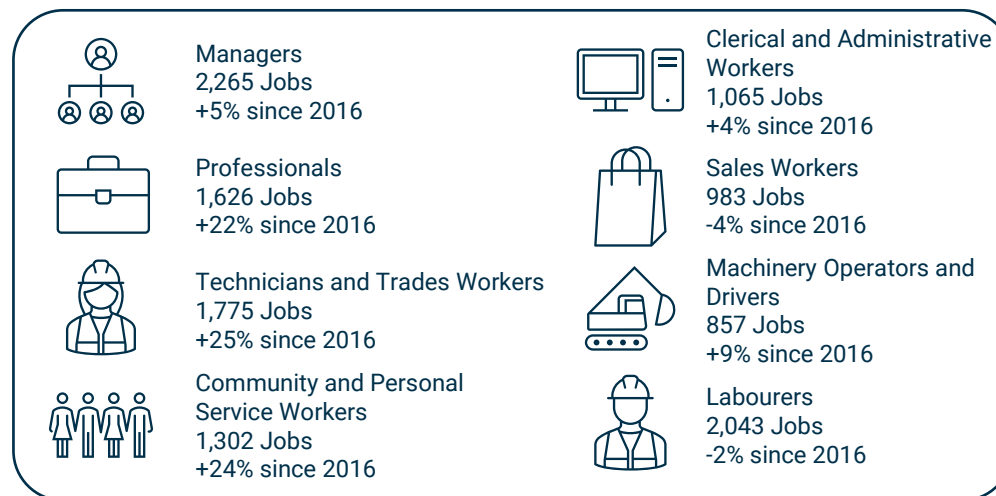 Managers
2,265 Jobs
+5% since 2016
Professionals
1,626 Jobs
+22% since 2016
Technicians and Trades Workers
1,775 Jobs
+25% since 2016
Community and Personal
Service Workers
1,302 Jobs
+24% since 2016
Clerical and Administrative
Workers
1,065 Jobs
+4% since 2016
Sales Workers
983 Jobs
-4% since 2016
Machinery Operators and
Drivers
857 Jobs
+9% since 2016
Labourers
2,043 Jobs
-2% since 2016